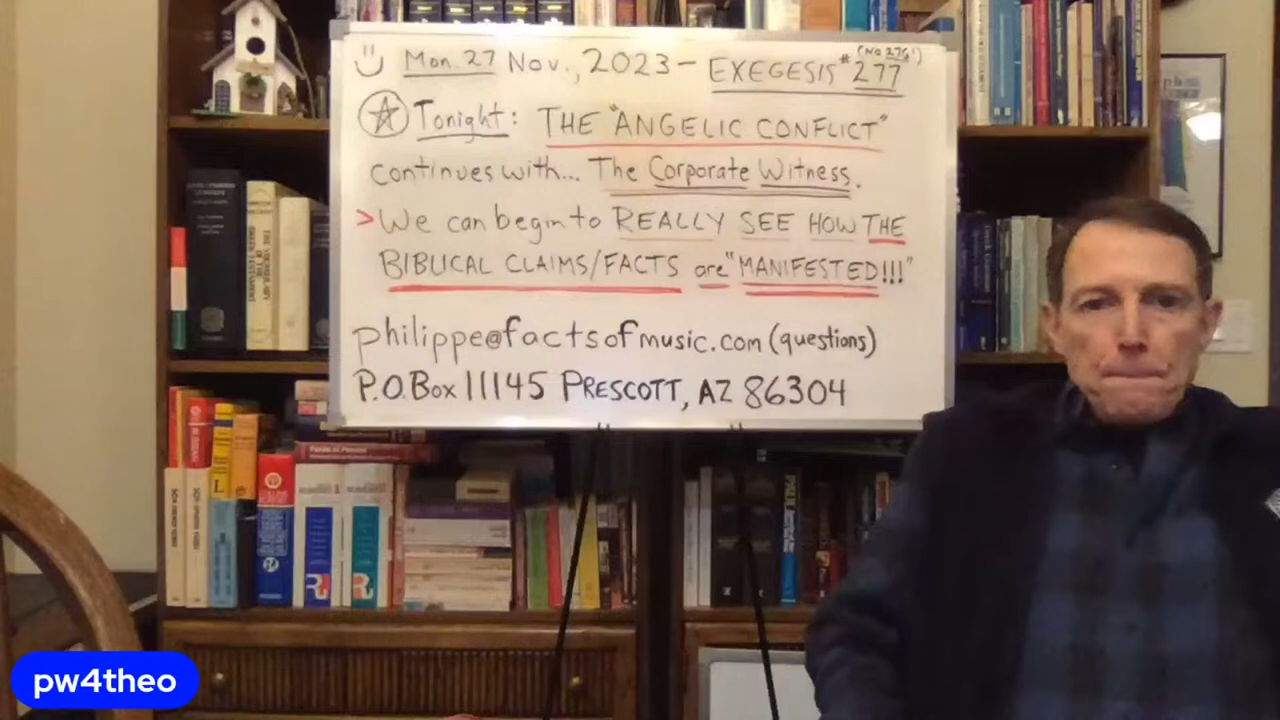 Mon. 27 Nov., 2023 – EXEGESIS #277
(No 276!)
Tonight: THE "ANGELIC CONFLICT"
continues with... The Corporate Witness.
> We can begin to REALLY SEE HOW THE
BIBLICAL CLAIMS/FACTS are "MANIFESTED!!!"
philippe@factsofmusic.com (questions)
P.O. Box 11145 PRESCOTT, AZ 86304
pw4theo